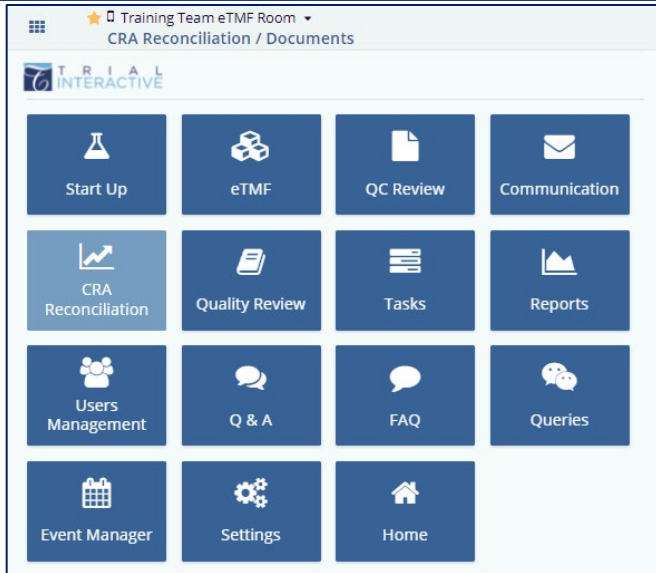 Training Team eTMF Room
CRA Reconciliation / Documents
TRIAL
INTERACTIVE
Start Up
eTMF
QC Review
Communication
CRA
Reconciliation
Quality Review
Tasks
Reports
Users
Management
Q & A
FAQ
Queries
Event Manager
Settings
Home